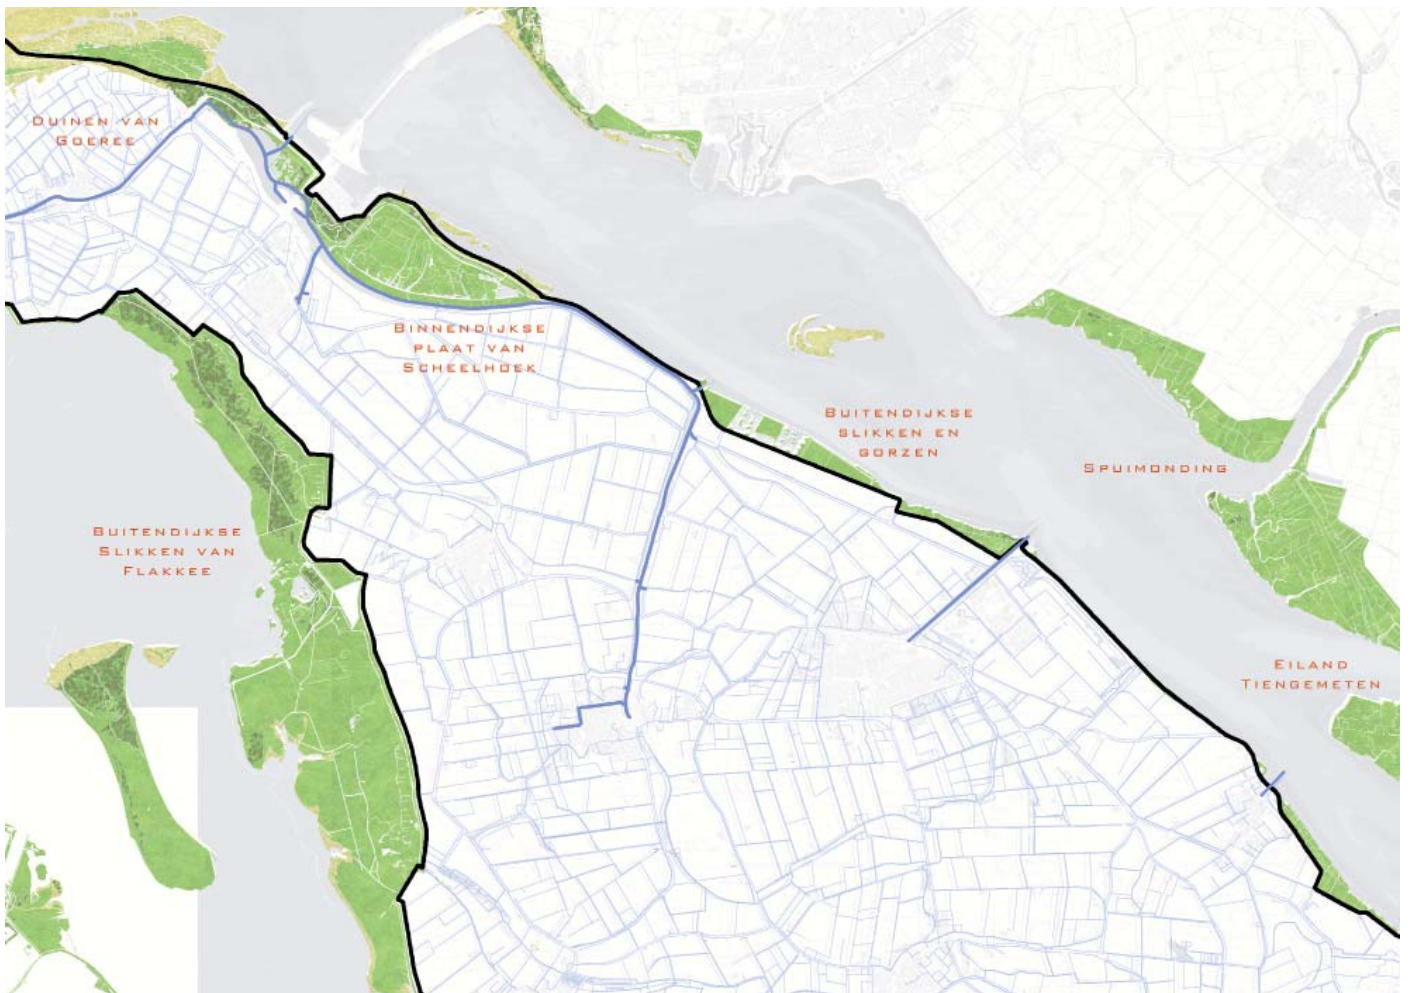 Duinen van
Goeree
Binnendijkse
plaat van
Scheelhoek
Buitendijkse
slikken en
gorzen
Spuimonding
Buitendijkse
Slikken van
Flakkee
Eiland
Tiengemeten